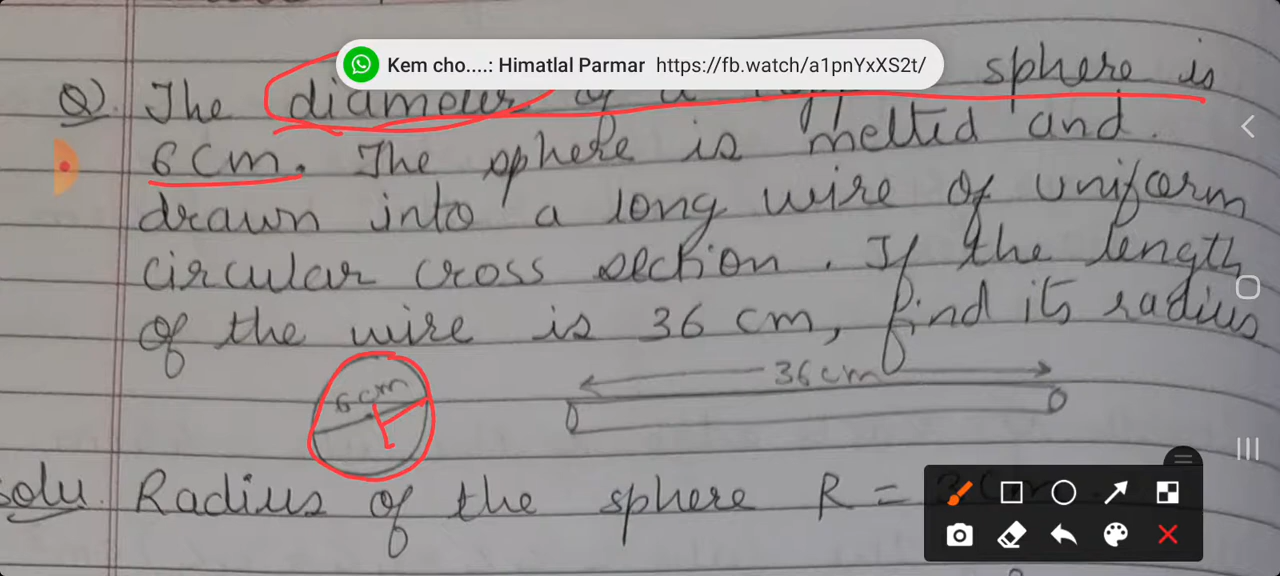 Kem cho....: Himatlal Parmar https://fb.watch/a1pnYxXS2t/
Q). The diameter of a sphere is
6 cm. The sphere is melted and.
drawn into a long wire of uniform
circular cross section. If the length
of the wire is 36 cm, find its radius
6 cm
36 cm
Solu. Radius of the sphere R =